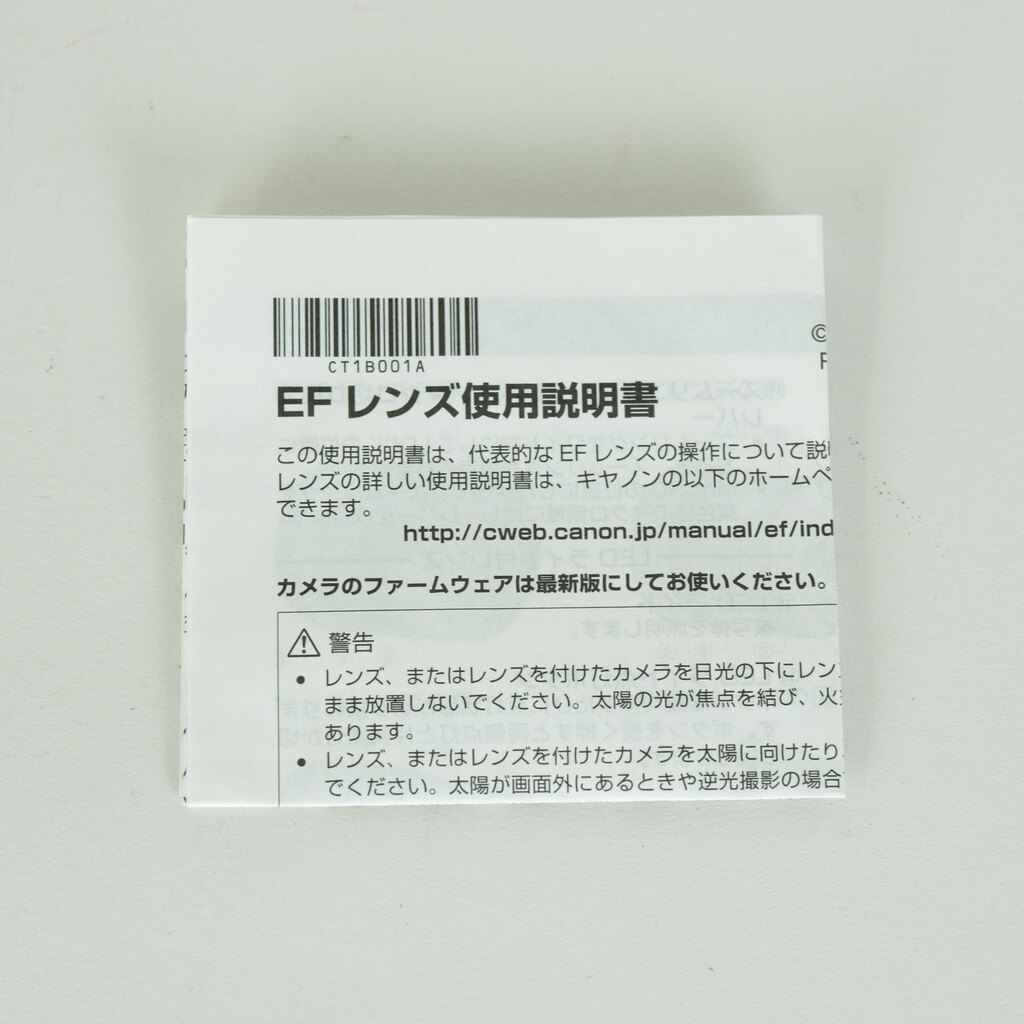 CT1B001A
©
EF レンズ使用説明書
この使用説明書は、代表的な EF レンズの操作について説
レンズの詳しい使用説明書は、キヤノンの以下のホームペ
できます。
http://cweb.canon.jp/manual/ef/ind
カメラのファームウェアは最新版にしてお使いください。
警告
● レンズ、またはレンズを付けたカメラを日光の下にレン
まま放置しないでください。太陽の光が焦点を結び、火
あります。
● レンズ、またはレンズを付けたカメラを太陽に向けたり
でください。太陽が画面外にあるときや逆光撮影の場合